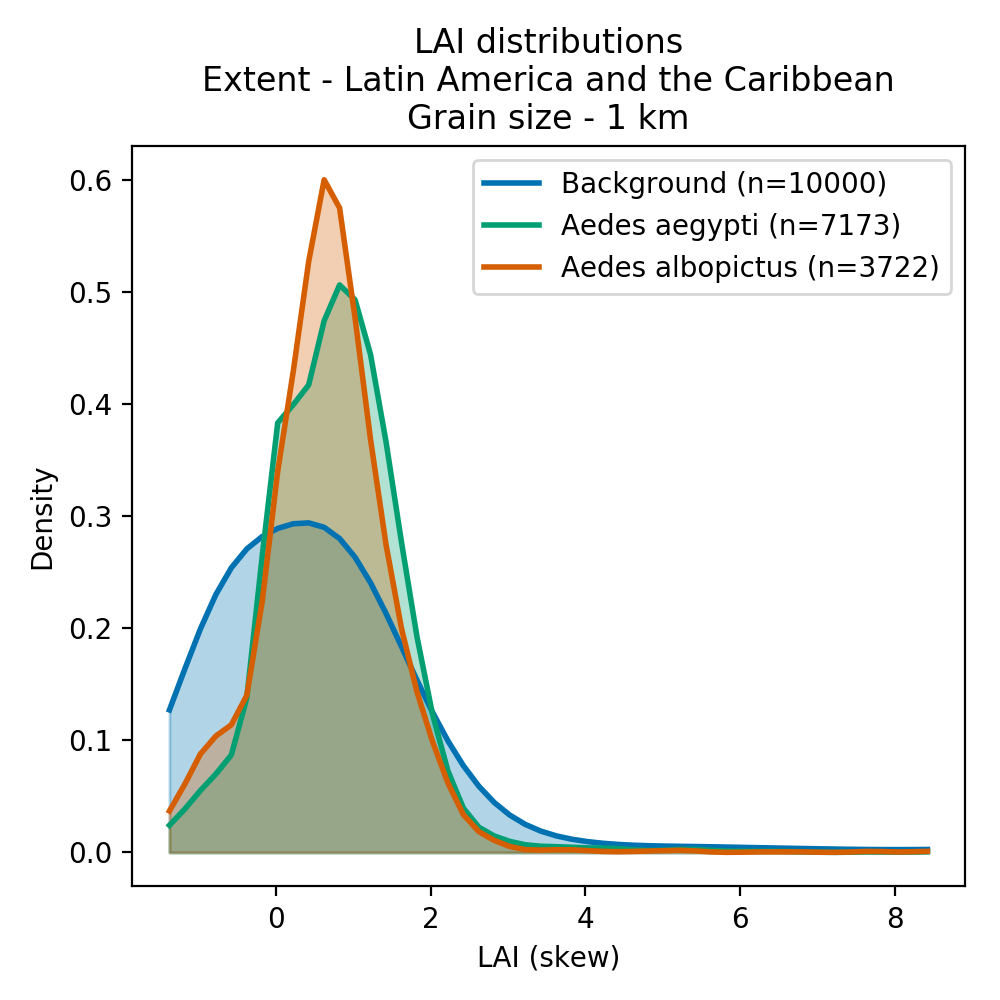 LAI distributions
Extent - Latin America and the Caribbean
Grain size - 1 km
Background (n=10000)
Aedes aegypti (n=7173)
Aedes albopictus (n=3722)
0.6
0.5
0.4
0.3
0.2
0.1
0.0
Density
0 2 4 6 8
LAI (skew)